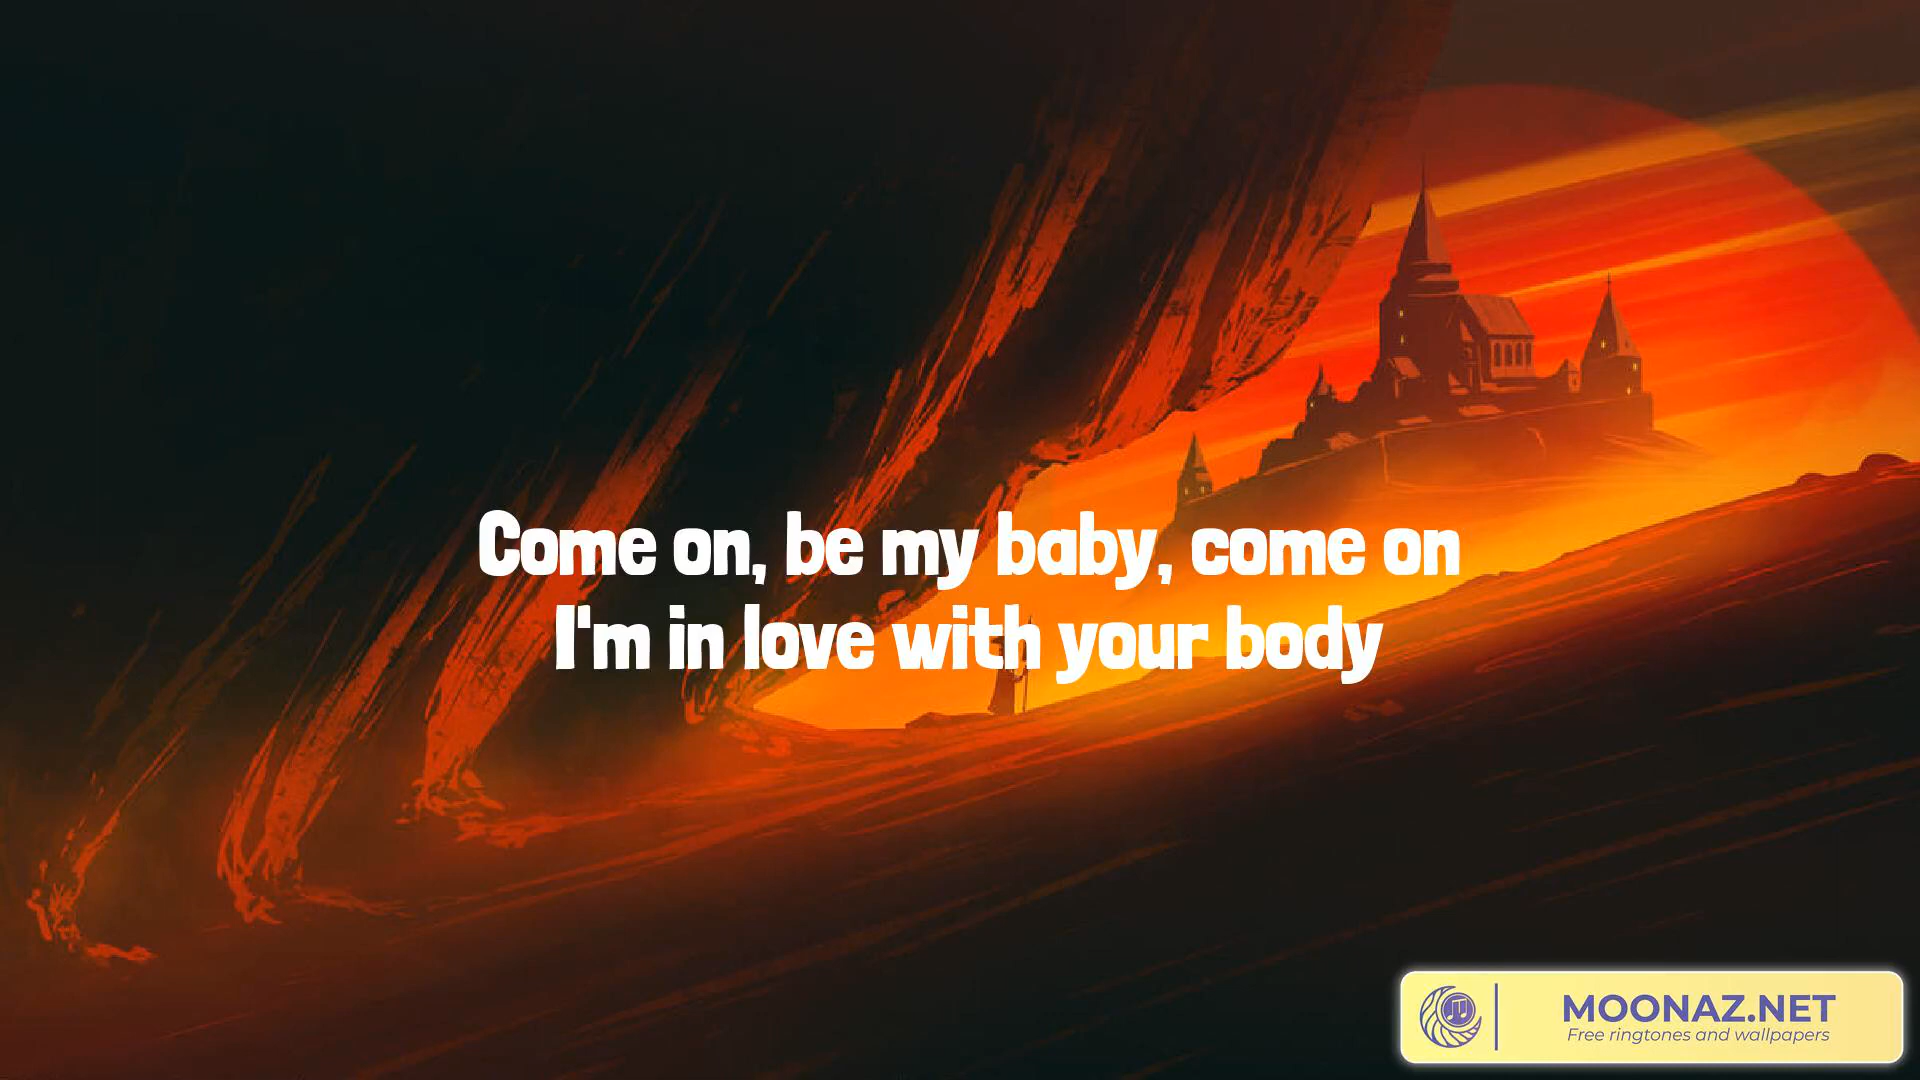 Come on, be my baby, come on
I'm in love with your body
MOONAZ.NET
Free ringtones and wallpapers